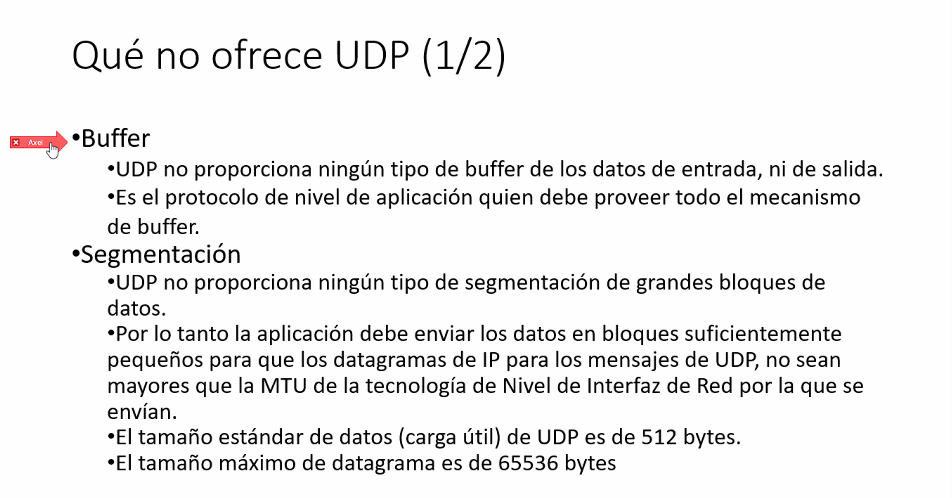 Qué no ofrece UDP (1/2)
Axel
•Buffer
•UDP no proporciona ningún tipo de buffer de los datos de entrada, ni de salida.
•Es el protocolo de nivel de aplicación quien debe proveer todo el mecanismo
de buffer.
•Segmentación
•UDP no proporciona ningún tipo de segmentación de grandes bloques de
datos.
•Por lo tanto la aplicación debe enviar los datos en bloques suficientemente
pequeños para que los datagramas de IP para los mensajes de UDP, no sean
mayores que la MTU de la tecnología de Nivel de Interfaz de Red por la que se
envían.
•El tamaño estándar de datos (carga útil) de UDP es de 512 bytes.
•El tamaño máximo de datagrama es de 65536 bytes